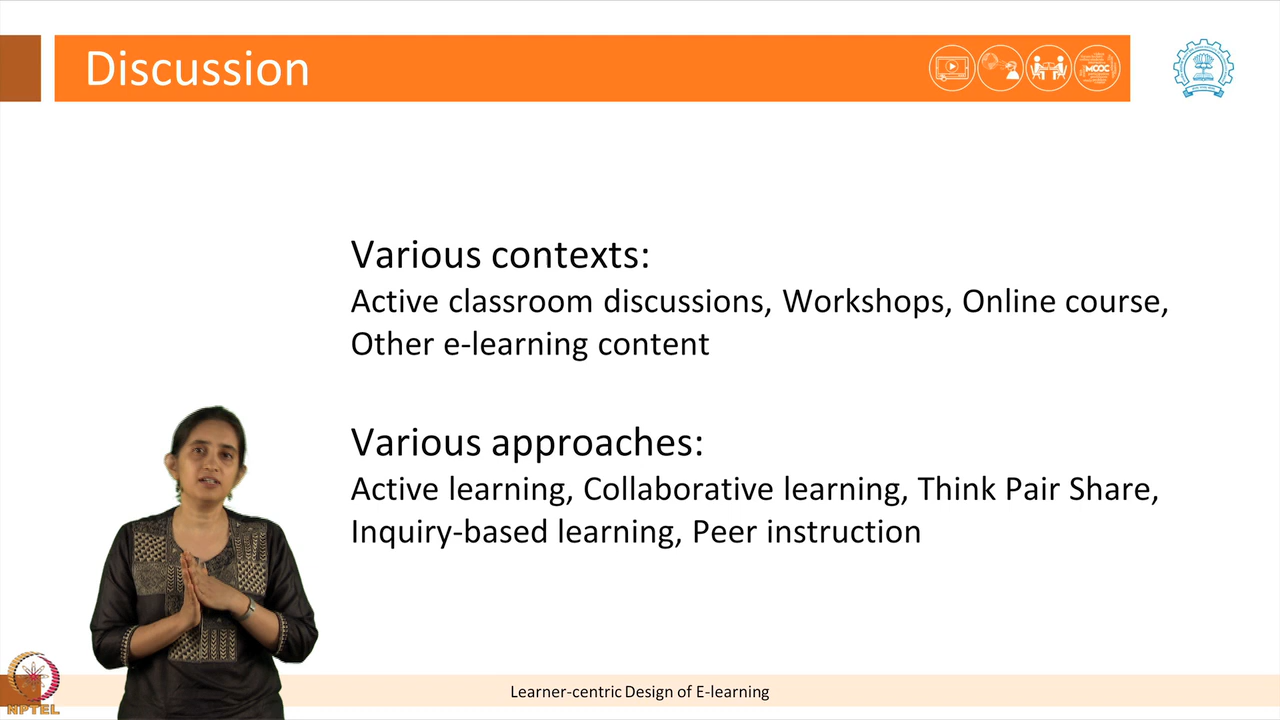 Discussion
MOOC
Various contexts:
Active classroom discussions, Workshops, Online course,
Other e-learning content
Various approaches:
Active learning, Collaborative learning, Think Pair Share,
Inquiry-based learning, Peer instruction
Learner-centric Design of E-learning
NPTEL